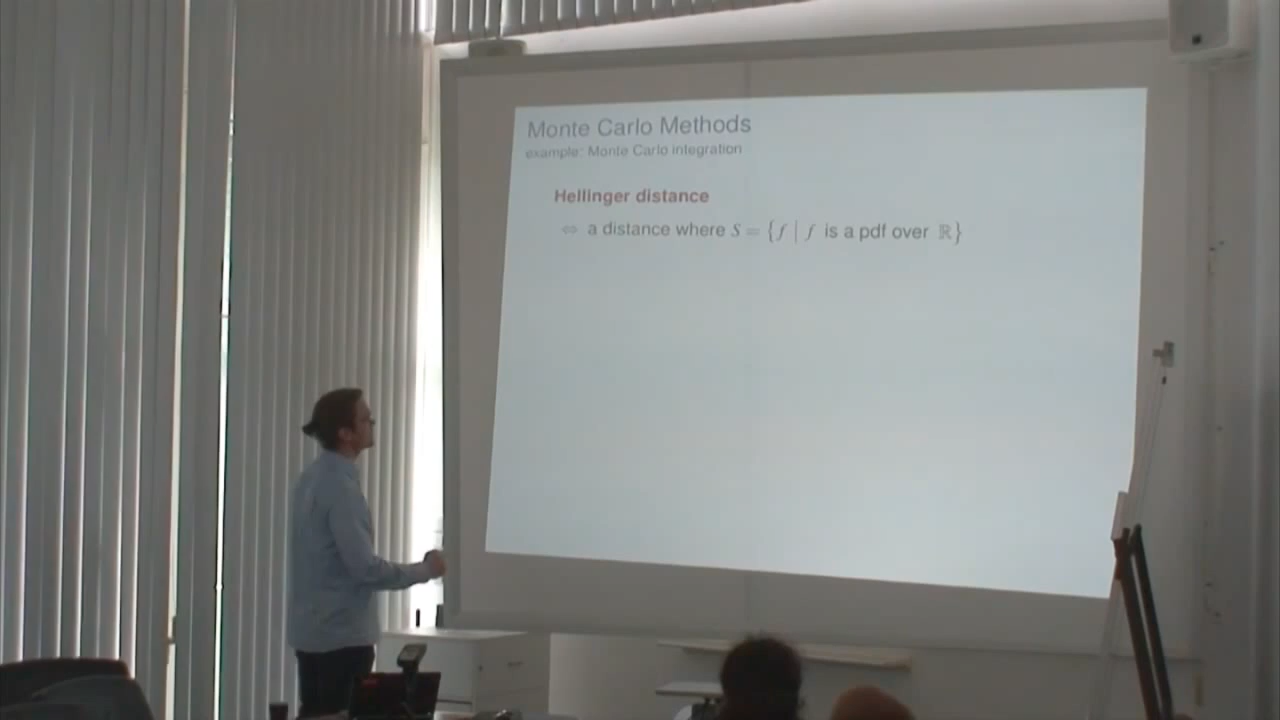 Monte Carlo Methods
example: Monte Carlo integration
Hellinger distance
⇔ a distance where S = {f | f is a pdf over ℝ}